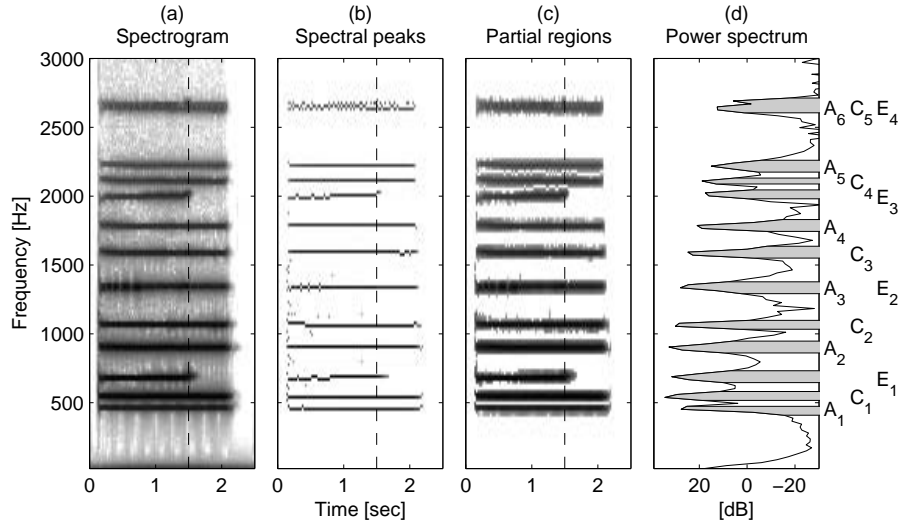 (a) (b) (c) (d)
Spectrogram Spectral peaks Partial regions Power spectrum
3000
2500
2000
1500
1000
500
Frequency [Hz]
A6 C5 E4
A5
C4 E3
A4
C3
A3 E2
C2
A2
E1
A1 C1
0 1 2 0 1 2 0 1 2 20 0 −20
Time [sec] [dB]